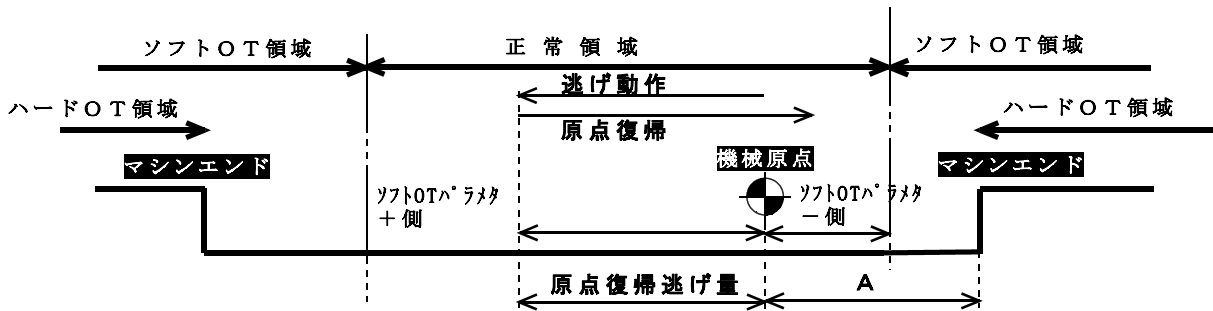 ソフトＯＴ領域
正常領域
ソフトＯＴ領域
逃げ動作
ハードＯＴ領域
ハードＯＴ領域
原点復帰
マシンエンド
機械原点
マシンエンド
ｿﾌﾄOTﾊﾟﾗﾒﾀ
＋側
ｿﾌﾄOTﾊﾟﾗﾒﾀ
－側
原点復帰逃げ量
A